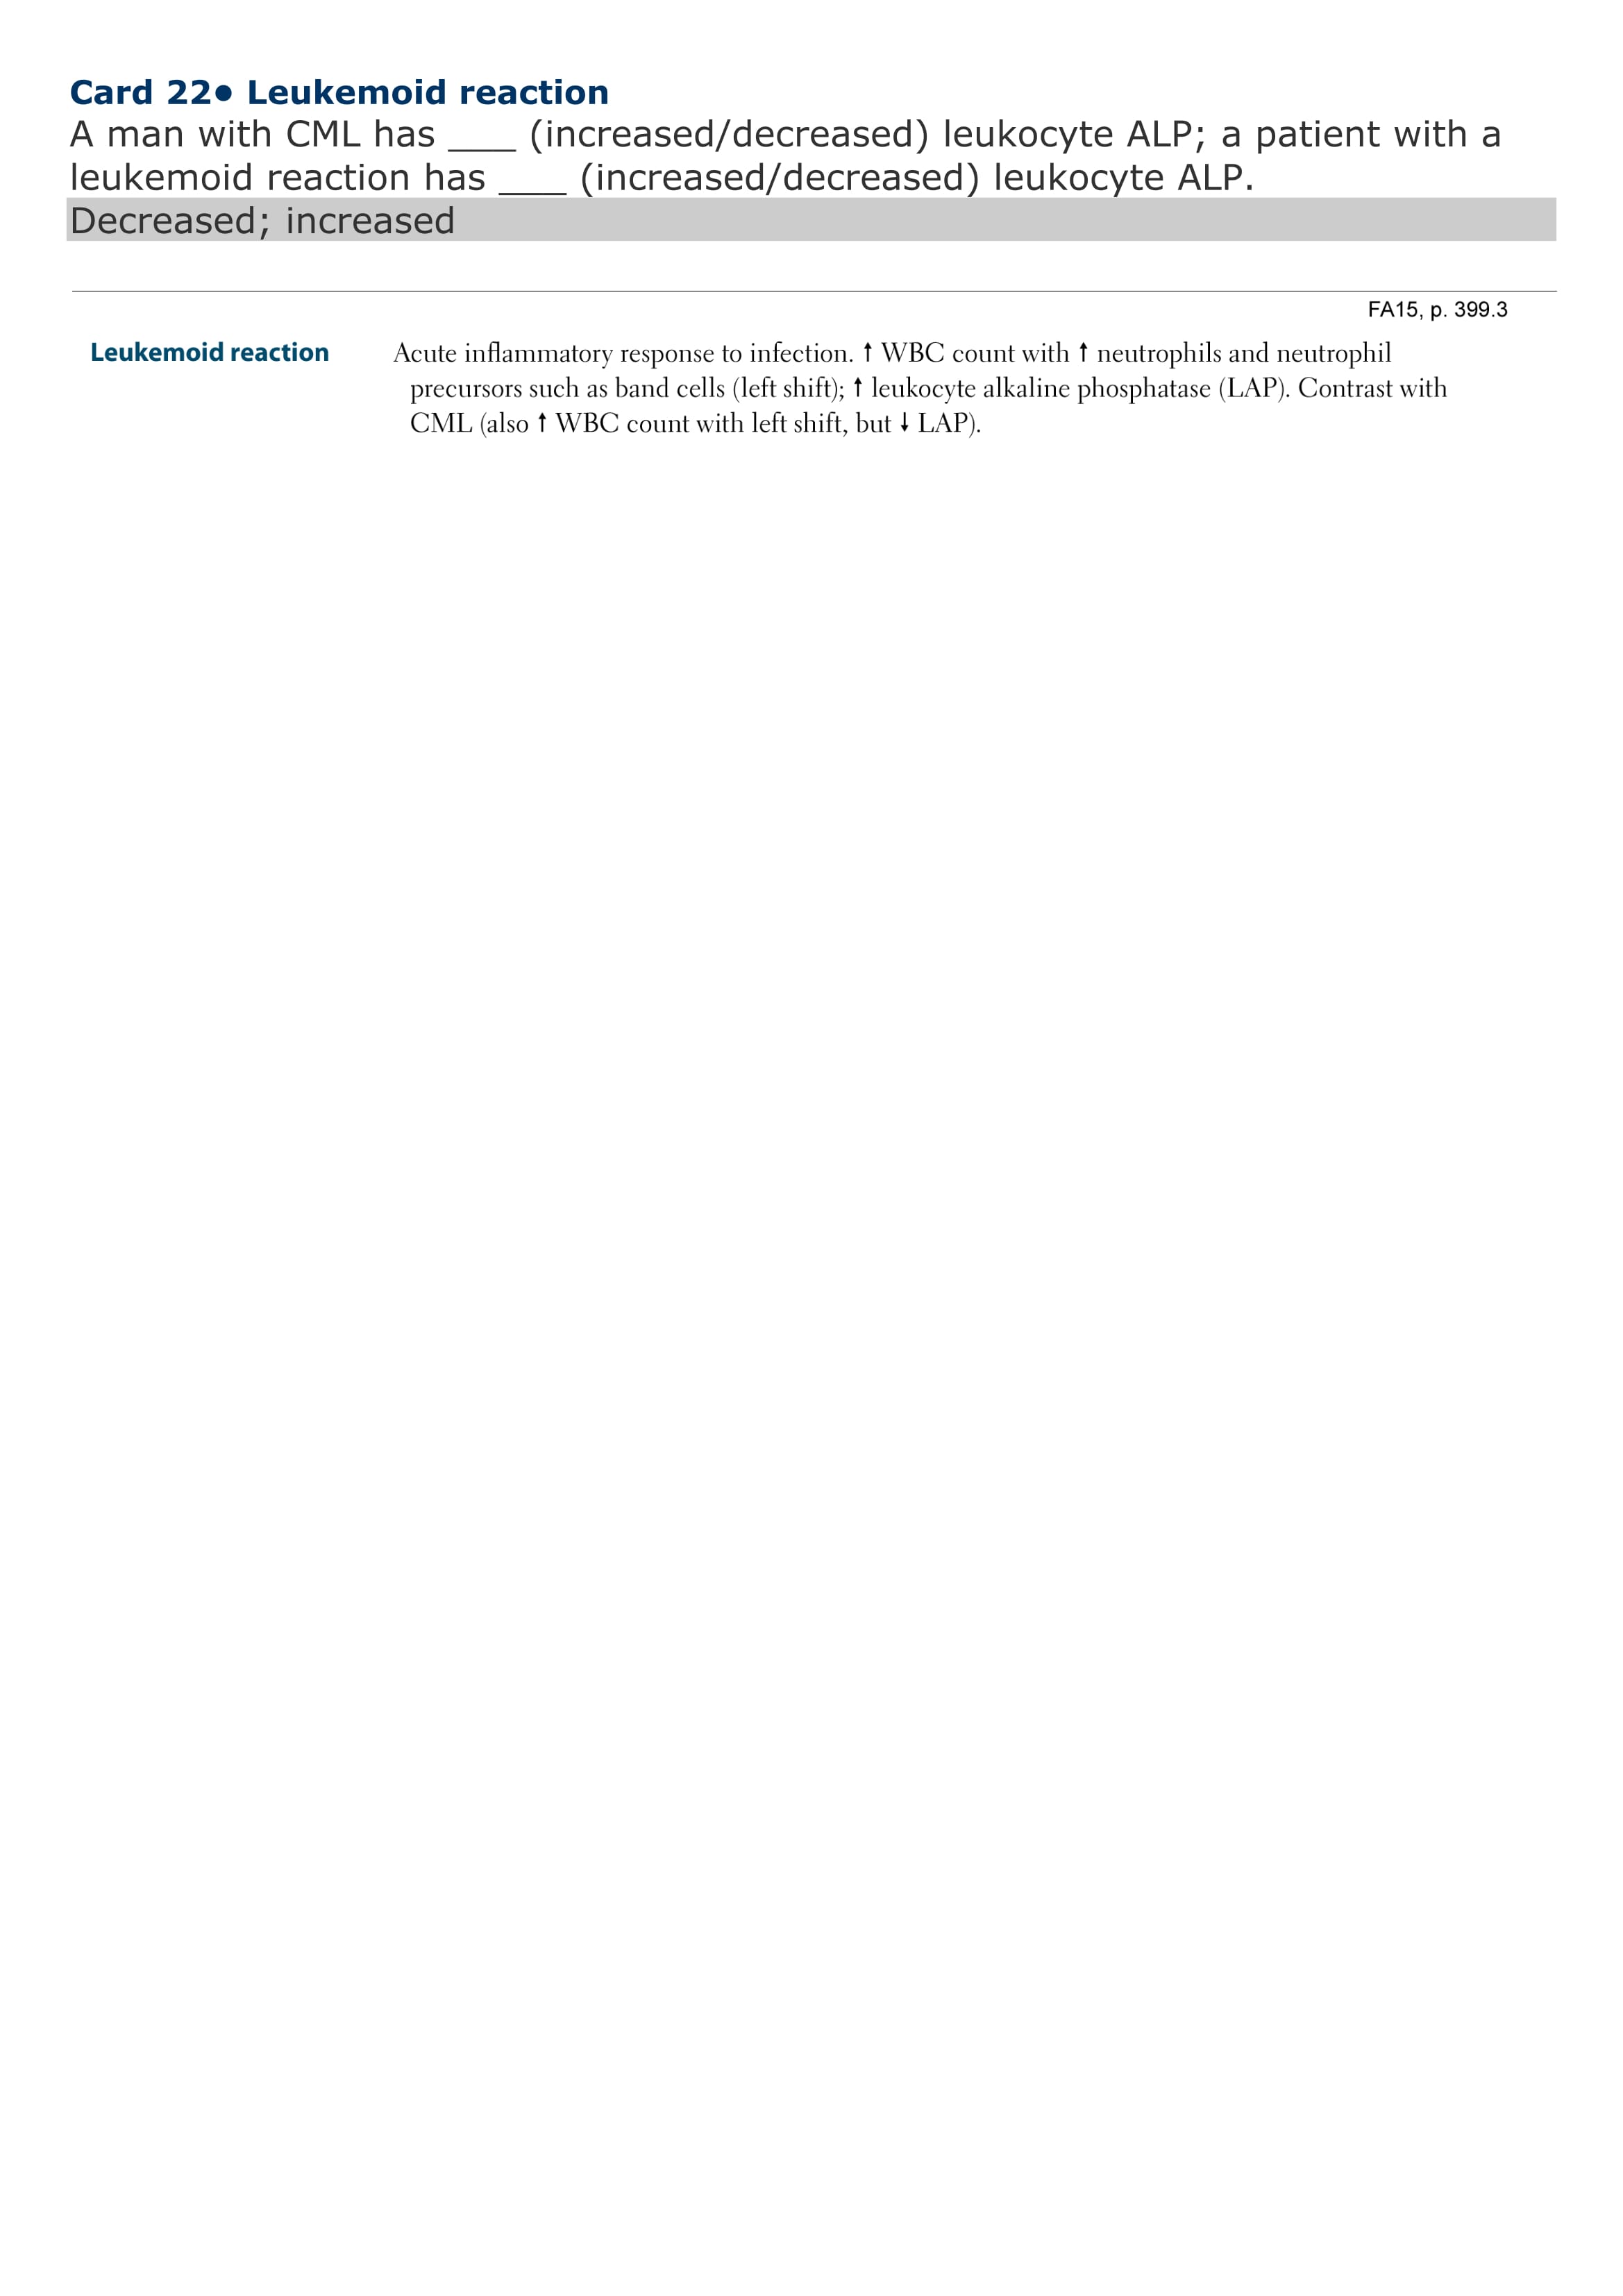 Card 22• Leukemoid reaction
A man with CML has ____ (increased/decreased) leukocyte ALP; a patient with a
leukemoid reaction has ____ (increased/decreased) leukocyte ALP.
Decreased; increased
FA15, p. 399.3
Leukemoid reaction Acute inflammatory response to infection. ↑ WBC count with ↑ neutrophils and neutrophil
precursors such as band cells (left shift); ↑ leukocyte alkaline phosphatase (LAP). Contrast with
CML (also ↑ WBC count with left shift, but ↓ LAP).